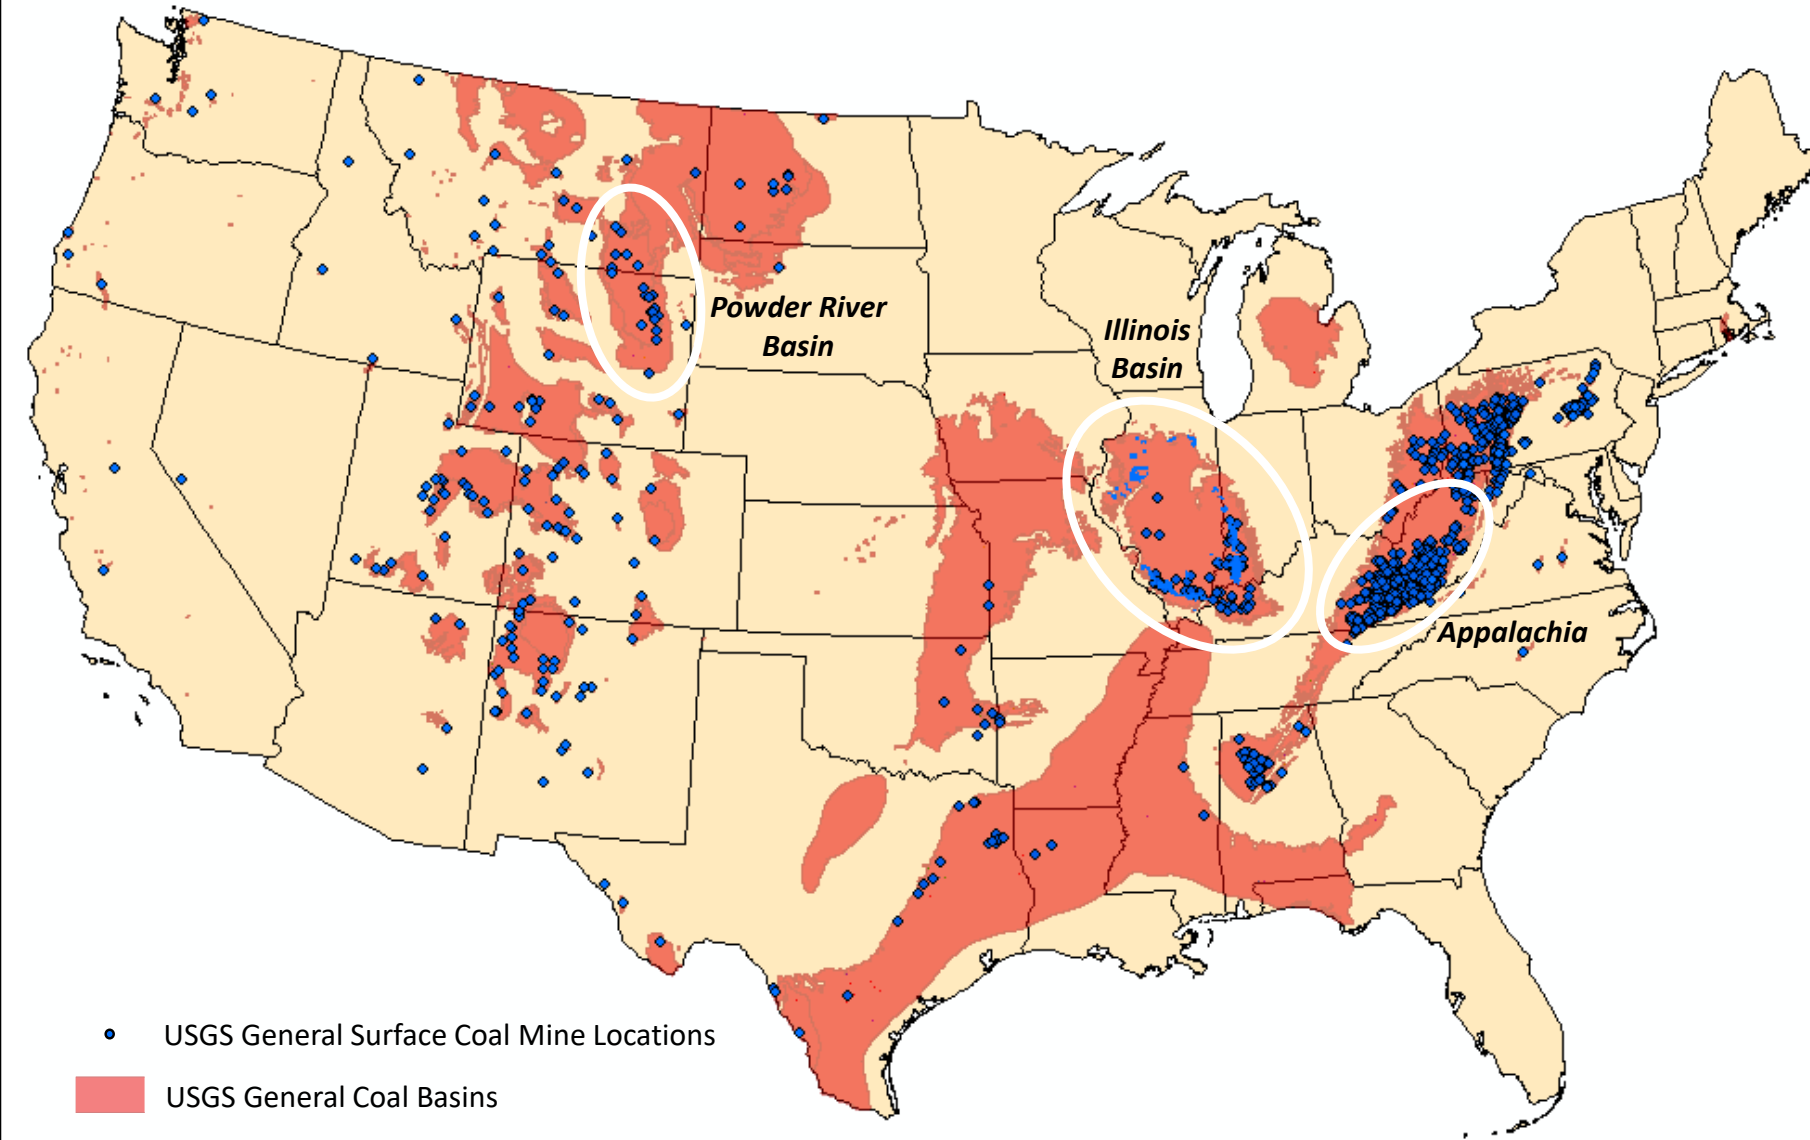 Powder River
Basin
Illinois
Basin
Appalachia
USGS General Surface Coal Mine Locations
USGS General Coal Basins